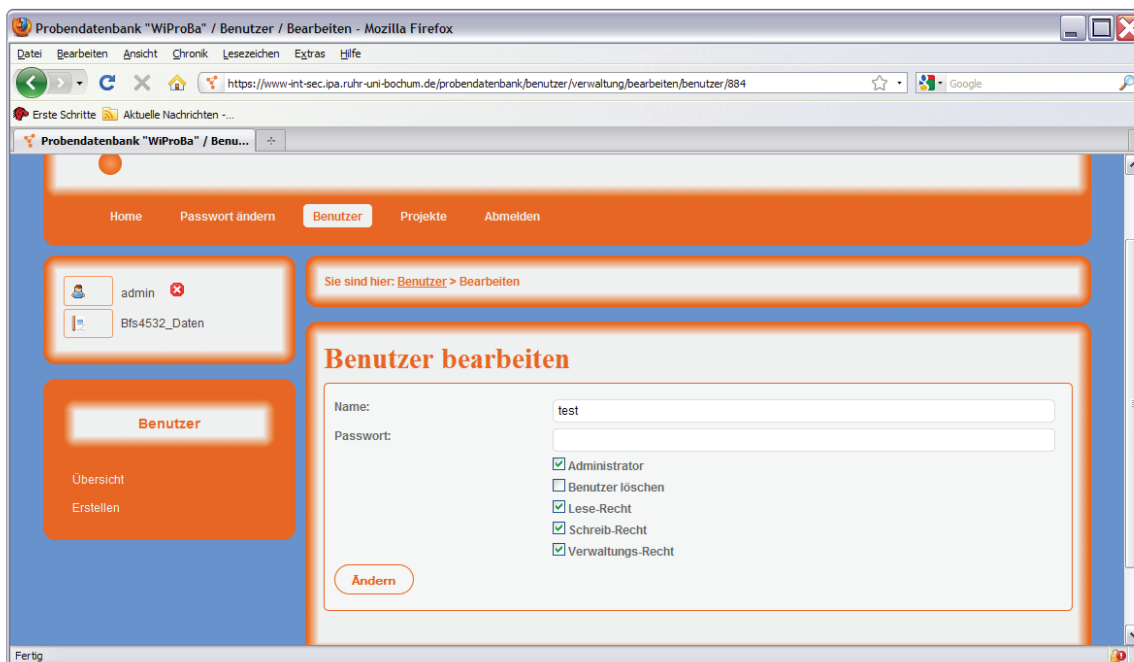 Probendatenbank "WiProBa" / Benutzer / Bearbeiten - Mozilla Firefox
Datei Bearbeiten Ansicht Chronik Lesezeichen Extras Hilfe
https://www-int-sec.ipa.ruhr-uni-bochum.de/probendatenbank/benutzer/verwaltung/bearbeiten/benutzer/884
Google
Erste Schritte Aktuelle Nachrichten -...
Probendatenbank "WiProBa" / Benu...
Home Passwort ändern Benutzer Projekte Abmelden
admin
Bfs4532_Daten
Benutzer
Übersicht
Erstellen
Sie sind hier: Benutzer > Bearbeiten
Benutzer bearbeiten
Name: test
Passwort:
Administrator
Benutzer löschen
Lese-Recht
Schreib-Recht
Verwaltungs-Recht
Ändern
Fertig